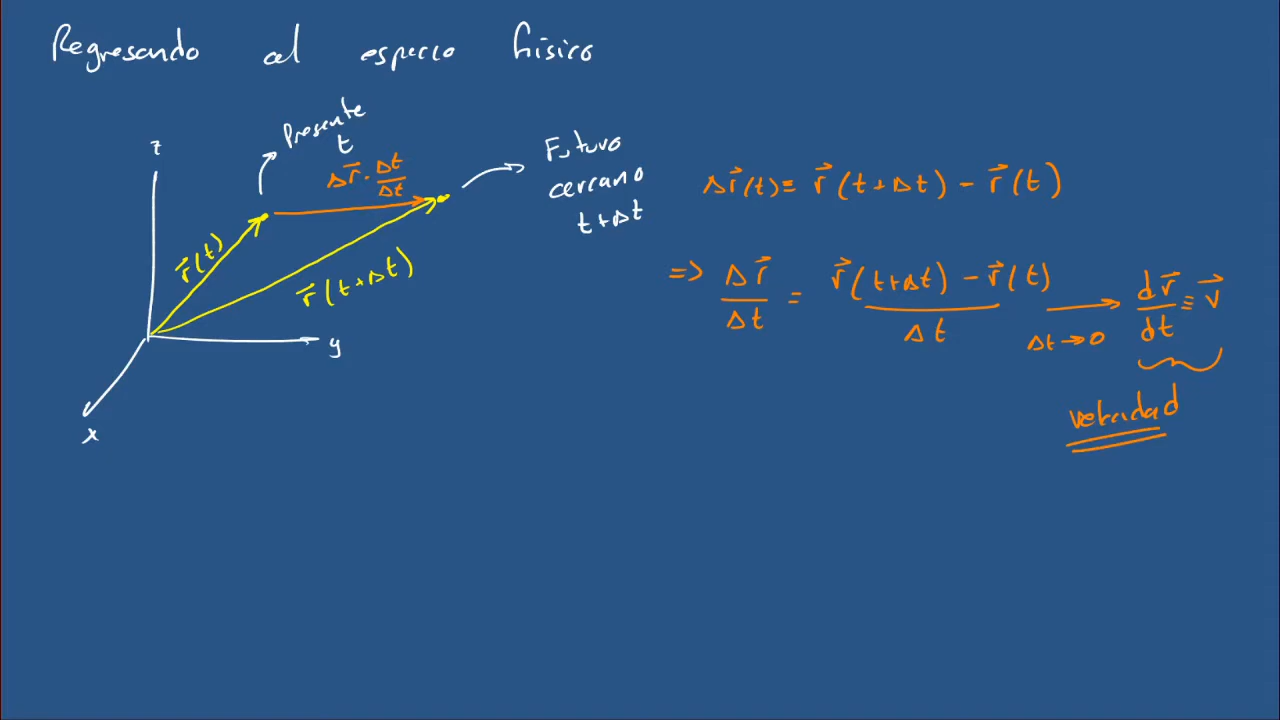 Regresando al espacio físico
z
Presente
t
Δr⃗ · Δt/Δt
Futuro
cercano
t+Δt
r⃗(t)
r⃗(t+Δt)
y
x
Δr⃗(t) ≡ r⃗(t+Δt) - r⃗(t)
=> Δr⃗/Δt = (r⃗(t+Δt) - r⃗(t))/Δt → dr⃗/dt ≡ v⃗
Δt→0
velocidad